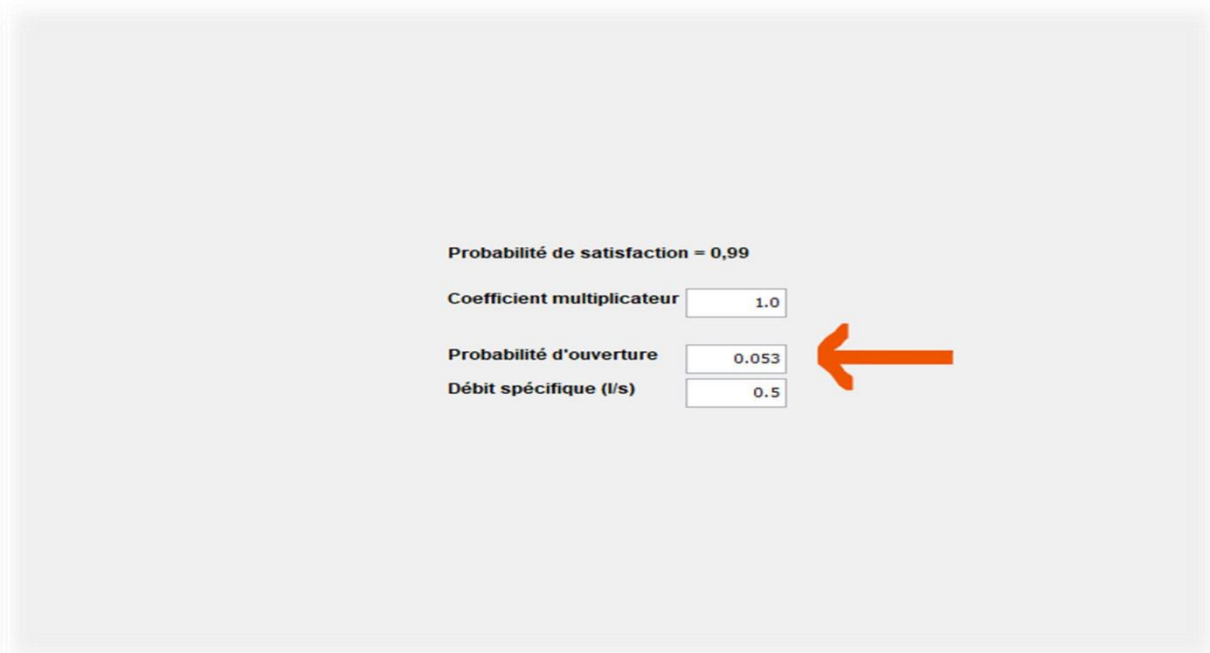 Probabilité de satisfaction = 0,99
Coefficient multiplicateur 1.0
Probabilité d'ouverture 0.053
Débit spécifique (l/s) 0.5